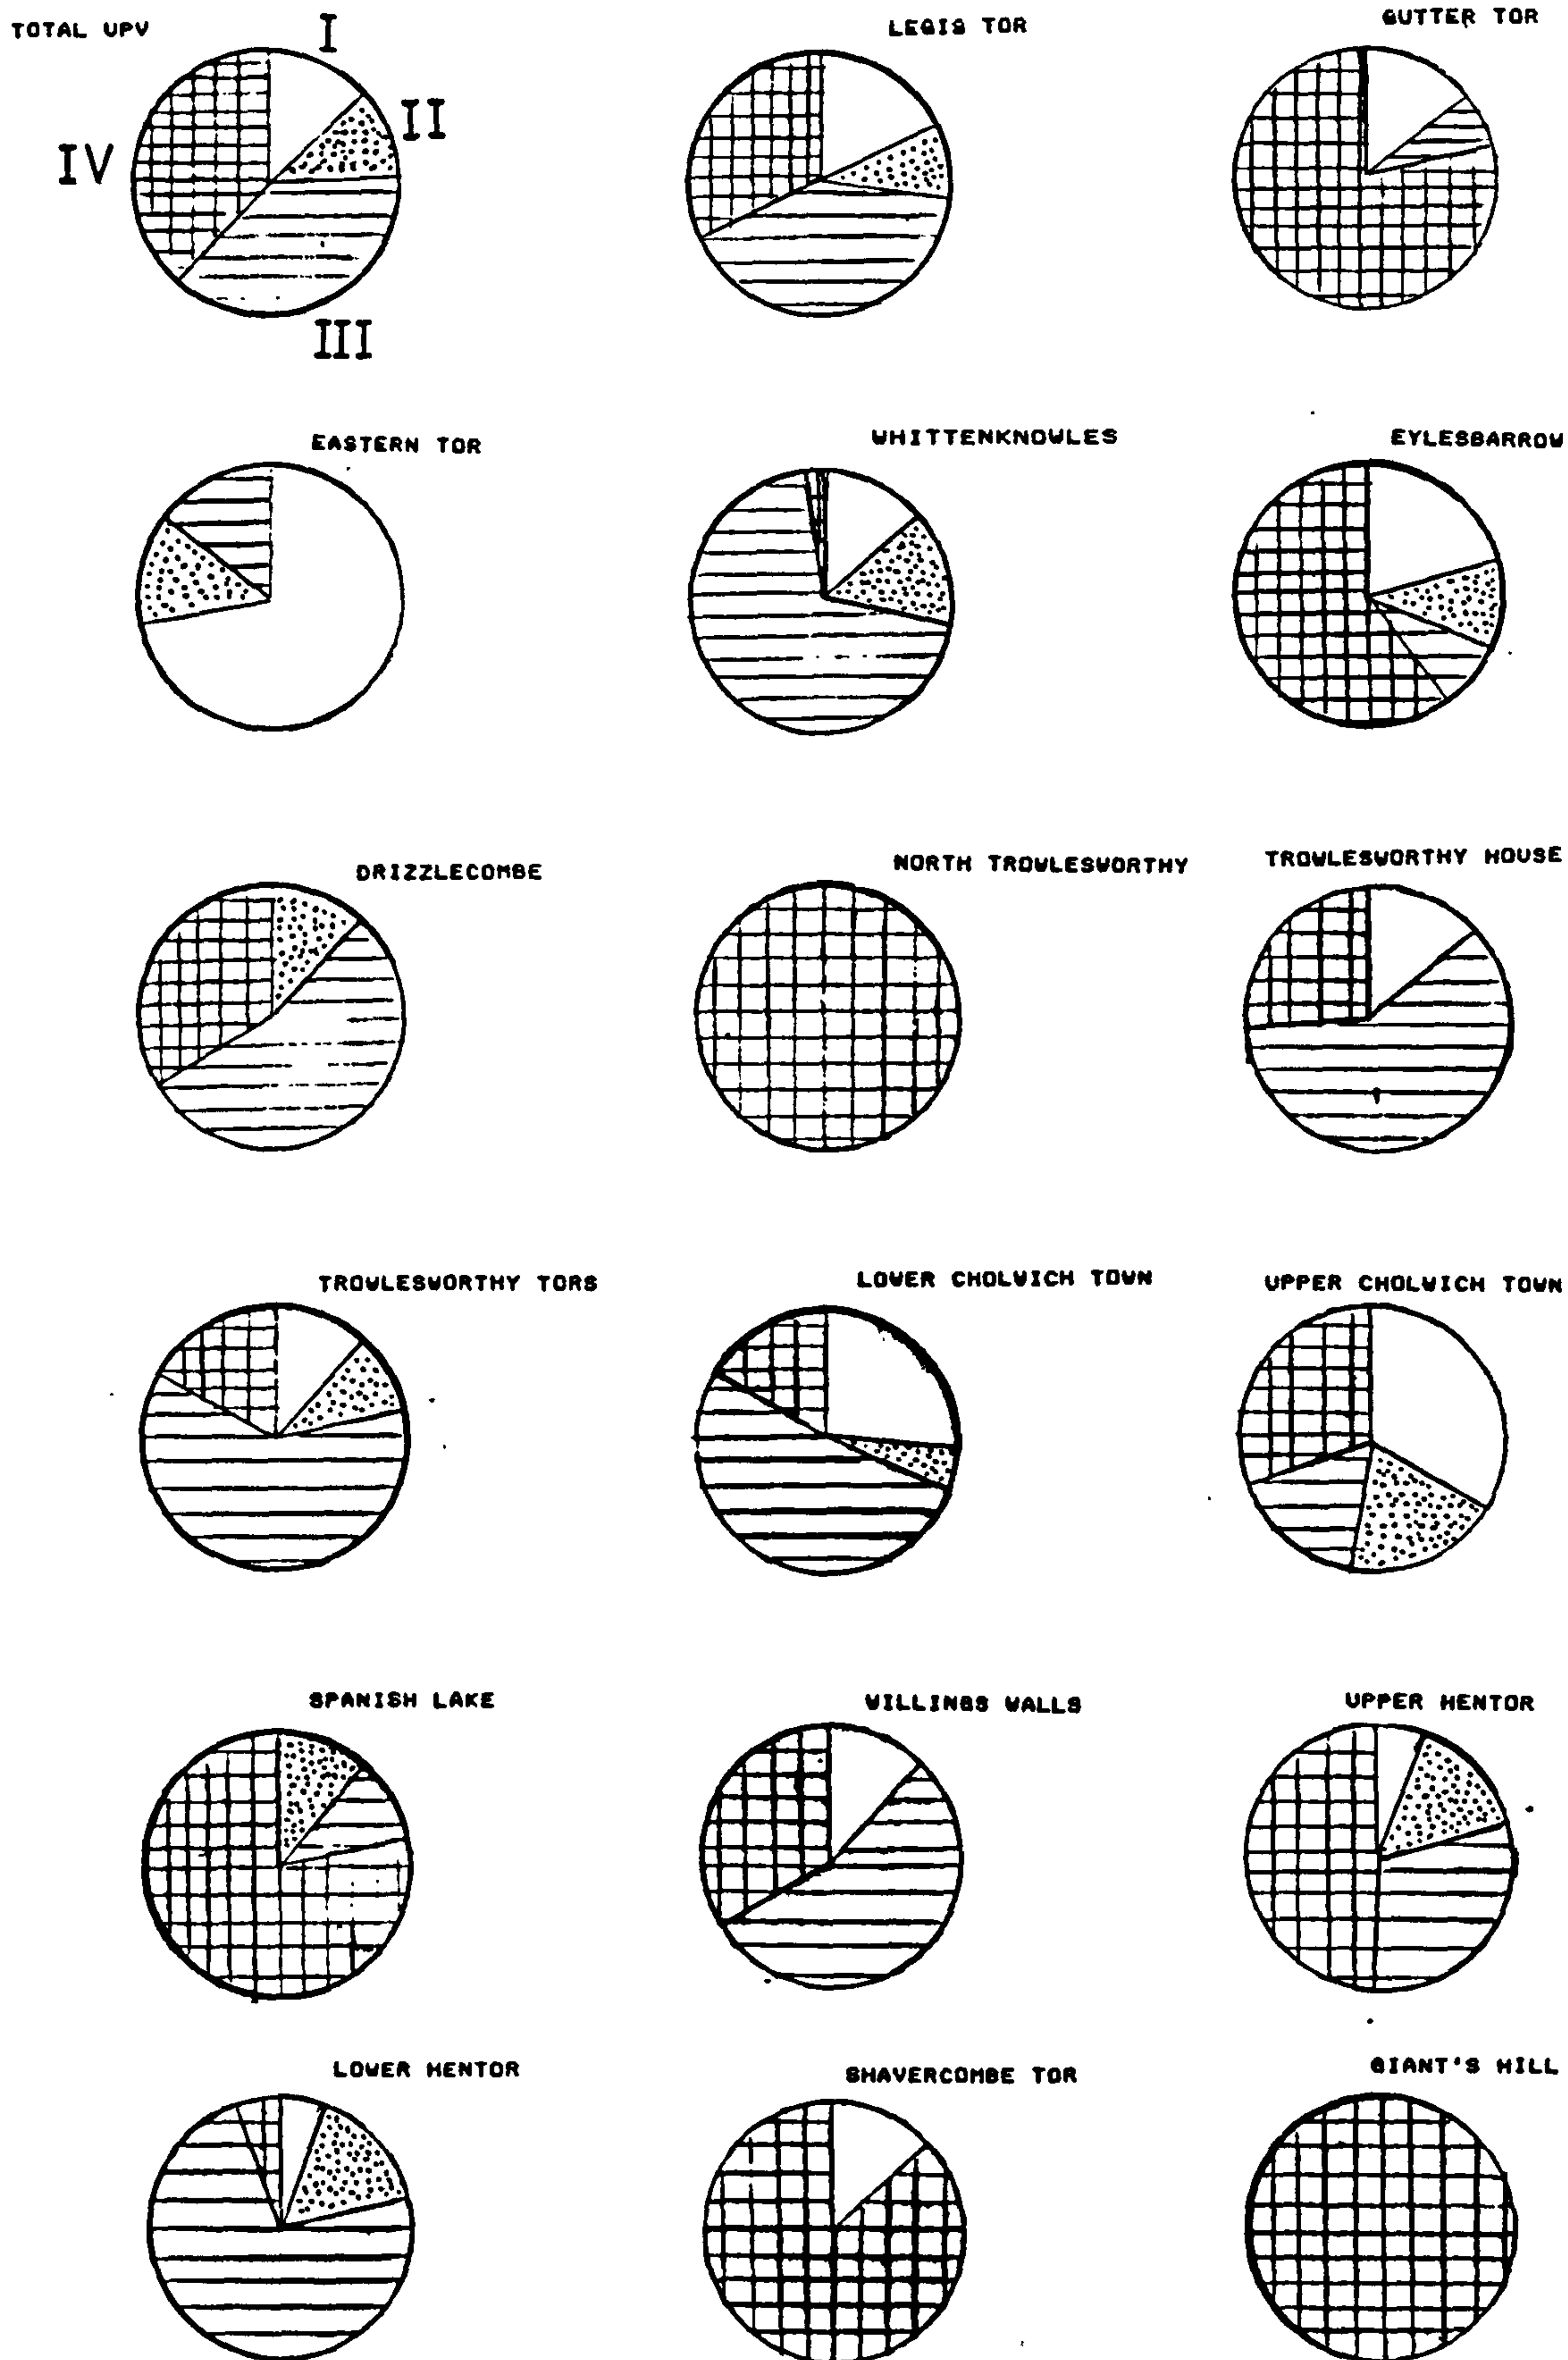 TOTAL UPV
I
II
III
IV
LEGIS TOR
GUTTER TOR
EASTERN TOR
WHITTENKNOWLES
EYLESBARROW
DRIZZLECOMBE
NORTH TROWLESWORTHY
TROWLESWORTHY HOUSE
TROWLESWORTHY TORS
LOWER CHOLWICH TOWN
UPPER CHOLWICH TOWN
SPANISH LAKE
WILLINGS WALLS
UPPER HENTOR
LOWER HENTOR
SHAVERCOMBE TOR
GIANT'S HILL